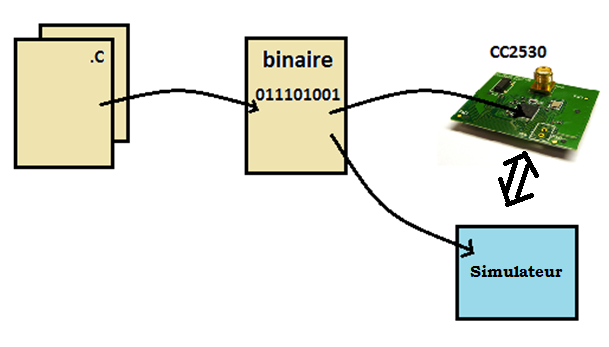 .C
binaire
011101001
CC2530
Simulateur